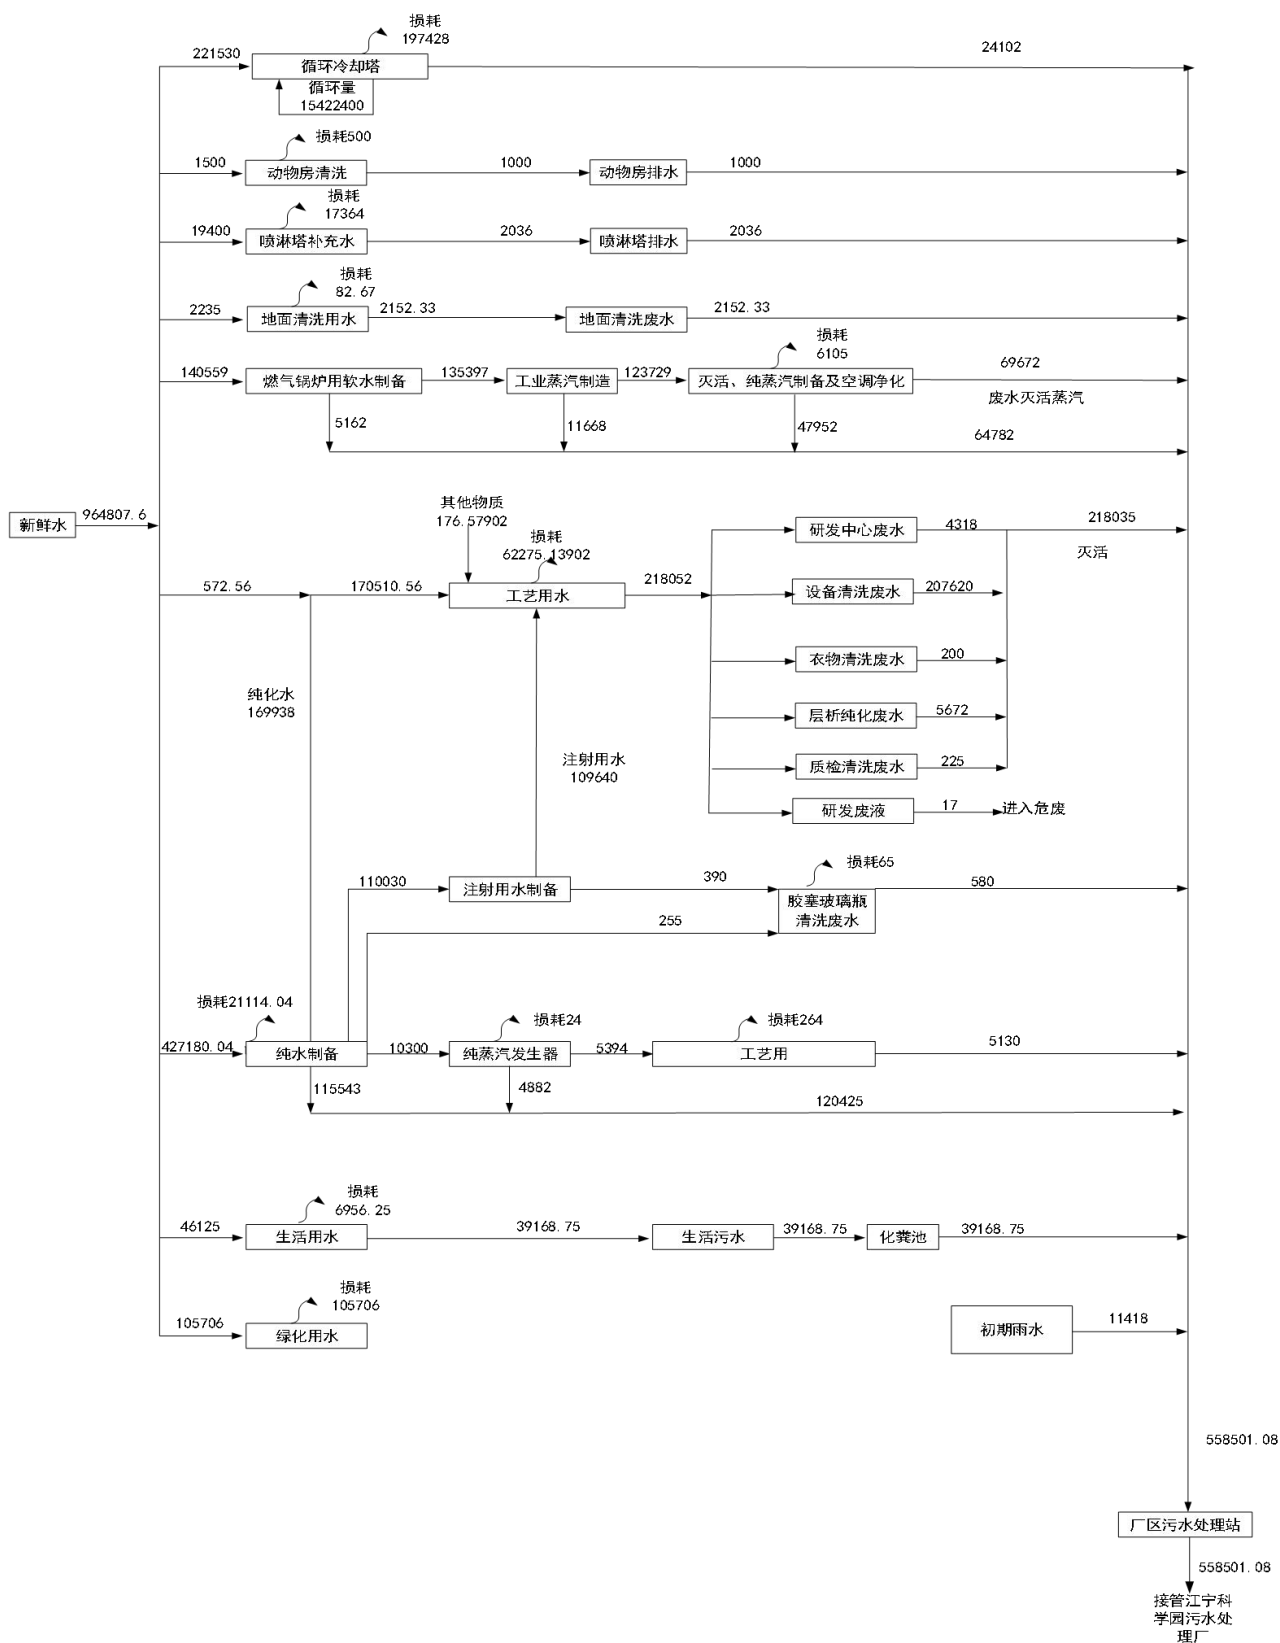 损耗
197428
221530
24102
循环冷却塔
循环量
15422400
损耗500
1500
1000
1000
动物房清洗
动物房排水
损耗
17364
19400
2036
2036
喷淋塔补充水
喷淋塔排水
损耗
82.67
2235
2152.33
2152.33
地面清洗用水
地面清洗废水
损耗
6105
140559
135397
123729
69672
燃气锅炉用软水制备
工业蒸汽制造
灭活、纯蒸汽制备及空调净化
废水灭活蒸汽
5162
11668
47952
64782
其他物质
176.57902
新鲜水
964807.6
损耗
62275.13902
研发中心废水
4318
218035
灭活
572.56
170510.56
工艺用水
218052
设备清洗废水
207620
衣物清洗废水
200
纯化水
169938
层析纯化废水
5672
注射用水
109640
质检清洗废水
225
研发废液
17
进入危废
110030
注射用水制备
390
损耗65
580
胶塞玻璃瓶
清洗废水
255
损耗21114.04
损耗24
损耗264
427180.04
纯水制备
10300
纯蒸汽发生器
5394
工艺用
5130
115543
4882
120425
损耗
6956.25
46125
39168.75
39168.75
39168.75
生活用水
生活污水
化粪池
损耗
105706
105706
绿化用水
初期雨水
11418
558501.08
厂区污水处理站
558501.08
接管江宁科
学园污水处
理厂